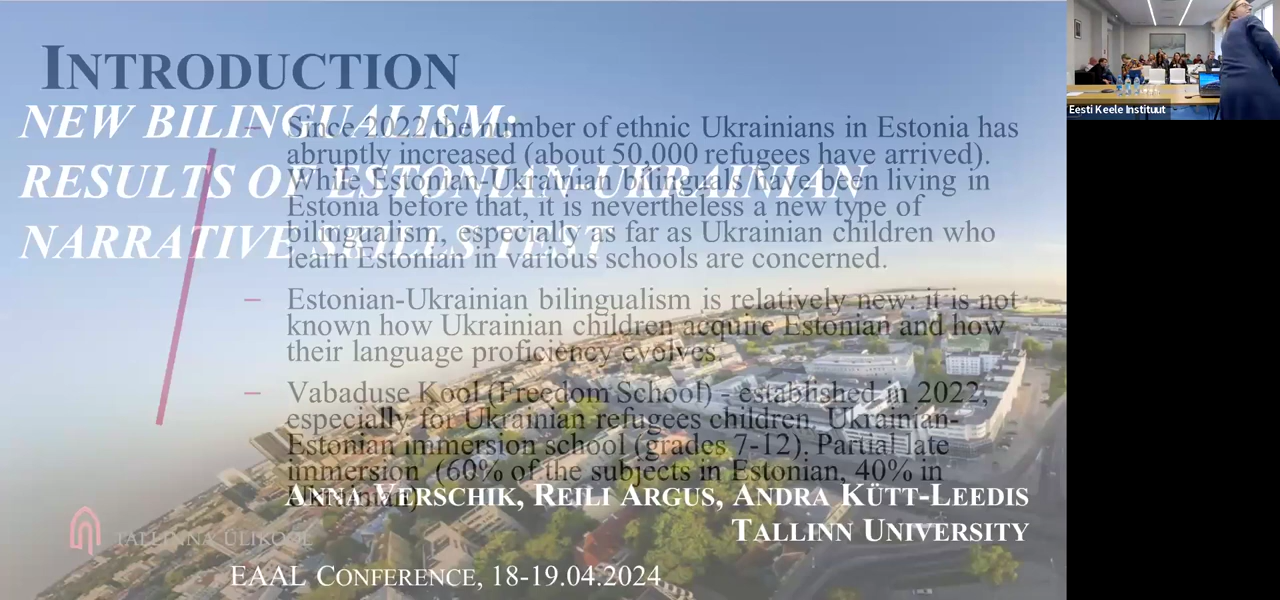 INTRODUCTION
NEW BILINGUALISM:
RESULTS OF ESTONIAN-UKRAINIAN
NARRATIVE SKILLS TEST
– Since 2022 the number of ethnic Ukrainians in Estonia has
abruptly increased (about 50,000 refugees have arrived).
While Estonian-Ukrainian bilinguals have been living in
Estonia before that, it is nevertheless a new type of
bilingualism, especially as far as Ukrainian children who
learn Estonian in various schools are concerned.
– Estonian-Ukrainian bilingualism is relatively new: it is not
known how Ukrainian children acquire Estonian and how
their language proficiency evolves.
– Vabaduse Kool (Freedom School) - established in 2022,
especially for Ukrainian refugees children. Ukrainian-
Estonian immersion school (grades 7-12). Partial late
immersion (60% of the subjects in Estonian, 40% in
ANNA VERSCHIK, REILI ARGUS, ANDRA KÜTT-LEEDIS
TALLINN UNIVERSITY
TALLINNA ÜLIKOOL
EAAL CONFERENCE, 18-19.04.2024
Eesti Keele Instituut